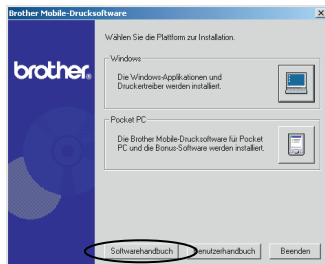 Brother Mobile-Drucksoftware
Wählen Sie die Plattform zur Installation.
brother.
Windows
Die Windows-Applikationen und
Druckertreiber werden installiert.
Pocket PC
Die Brother Mobile-Drucksoftware für Pocket
PC und die Bonus-Software werden installiert.
Softwarehandbuch
Benutzerhandbuch
Beenden